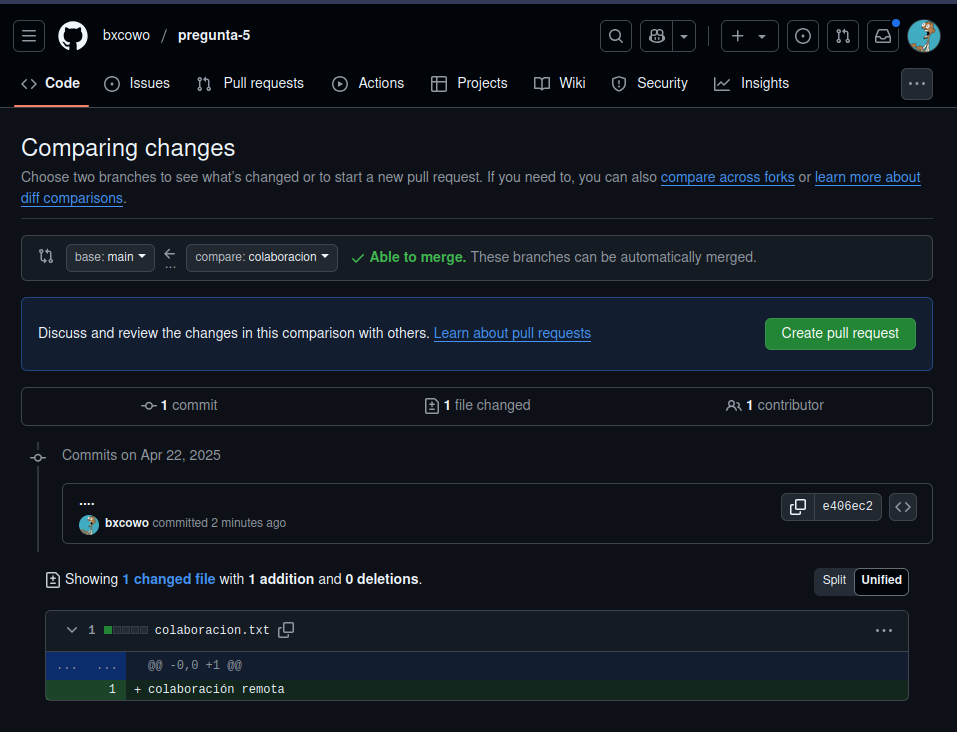 bxcowo / pregunta-5
Code Issues Pull requests Actions Projects Wiki Security Insights
Comparing changes
Choose two branches to see what's changed or to start a new pull request. If you need to, you can also compare across forks or learn more about
diff comparisons.
base: main compare: colaboracion Able to merge. These branches can be automatically merged.
Discuss and review the changes in this comparison with others. Learn about pull requests Create pull request
1 commit 1 file changed 1 contributor
Commits on Apr 22, 2025
....
e406ec2
bxcowo committed 2 minutes ago
Showing 1 changed file with 1 addition and 0 deletions.
Split Unified
1 colaboracion.txt
... ... @@ -0,0 +1 @@
1 + colaboración remota